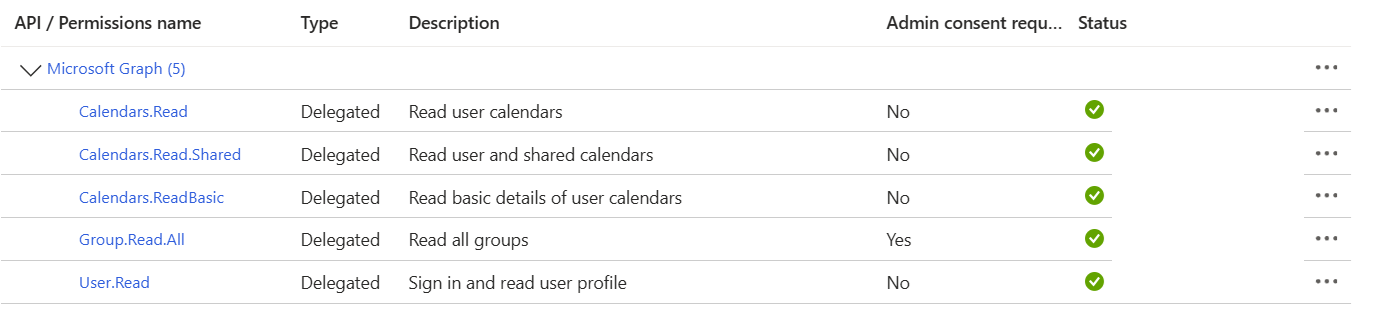 API / Permissions name Type Description Admin consent requ... Status
Microsoft Graph (5)
Calendars.Read Delegated Read user calendars No
Calendars.Read.Shared Delegated Read user and shared calendars No
Calendars.ReadBasic Delegated Read basic details of user calendars No
Group.Read.All Delegated Read all groups Yes
User.Read Delegated Sign in and read user profile No